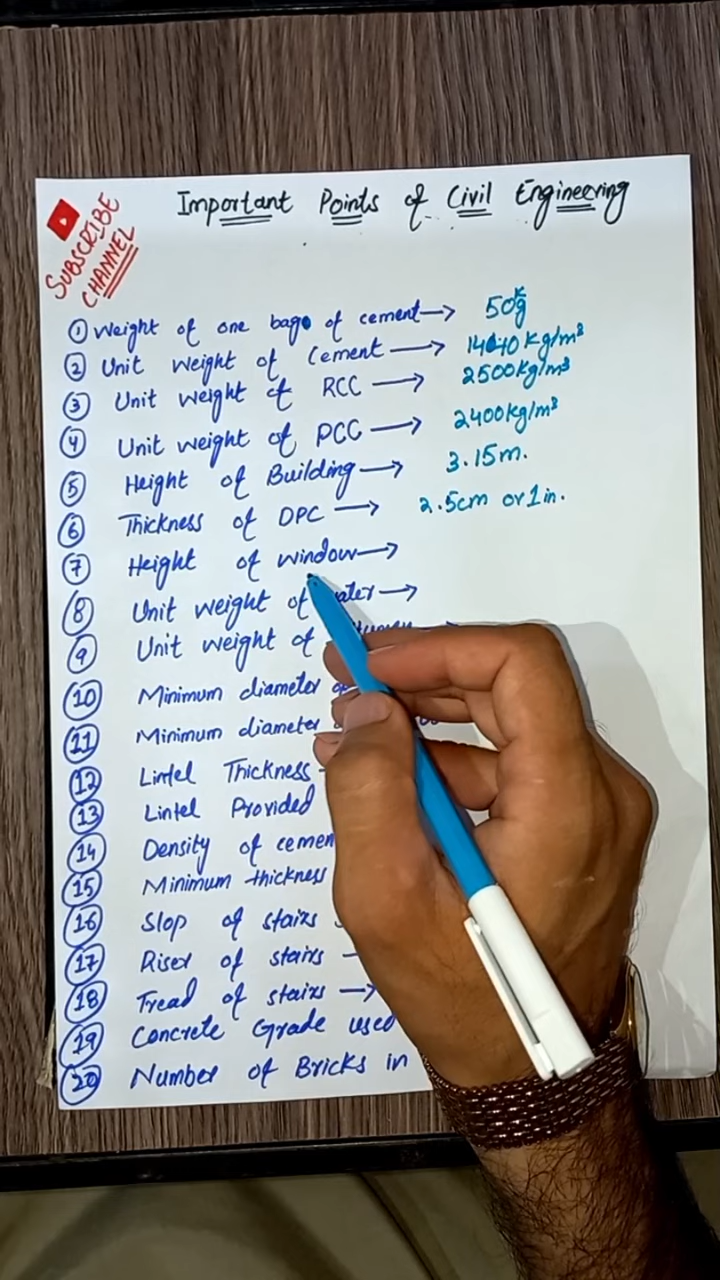 SUBSCRIBE
CHANNEL
Important Points of Civil Engineering
① Weight of one bag of cement → 50kg
② Unit weight of Cement → 1440 kg/m³
③ Unit weight of RCC → 2500kg/m³
④ Unit weight of PCC → 2400kg/m³
⑤ Height of Building → 3.15m.
⑥ Thickness of DPC → 2.5cm or 1in.
⑦ Height of window →
⑧ Unit weight of water →
⑨ Unit weight of
⑩ Minimum diameter
⑪ Minimum diameter
⑫ Lintel Thickness
⑬ Lintel Provided
⑭ Density of cemen
⑮ Minimum thickness
⑯ Slop of stairs
⑰ Riser of stairs
⑱ Tread of stairs →
⑲ Concrete Grade used
⑳ Number of Bricks in